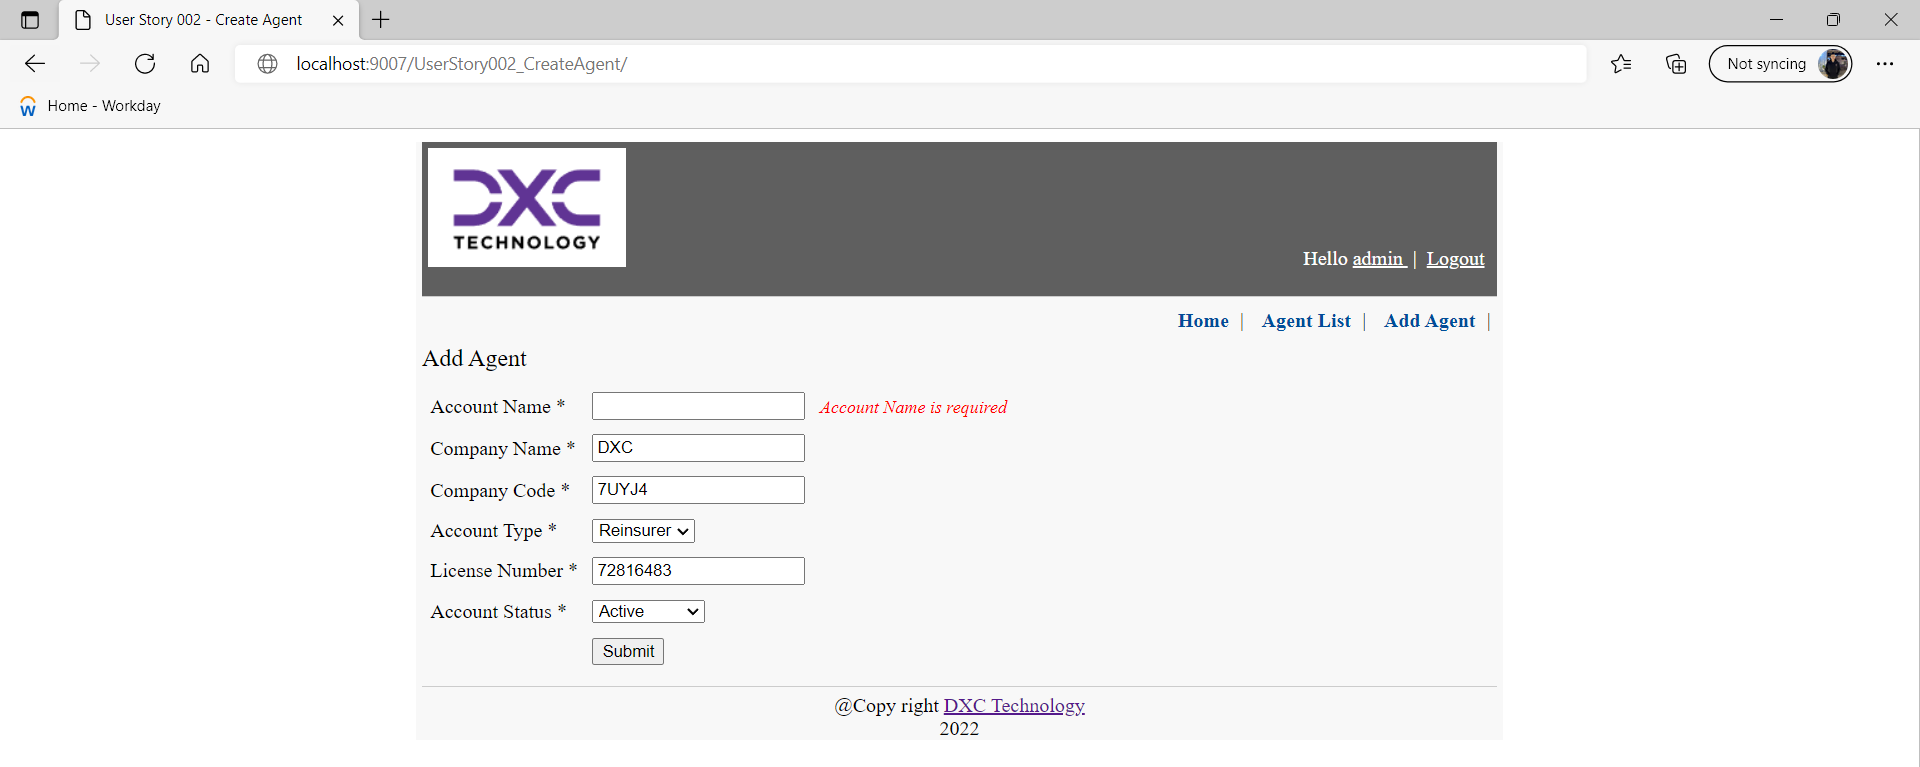 User Story 002 - Create Agent
localhost:9007/UserStory002_CreateAgent/
Not syncing
Home - Workday
DXC
TECHNOLOGY
Hello admin | Logout
Home | Agent List | Add Agent |
Add Agent
Account Name * Account Name is required
Company Name * DXC
Company Code * 7UYJ4
Account Type * Reinsurer
License Number * 72816483
Account Status * Active
Submit
@Copy right DXC Technology
2022